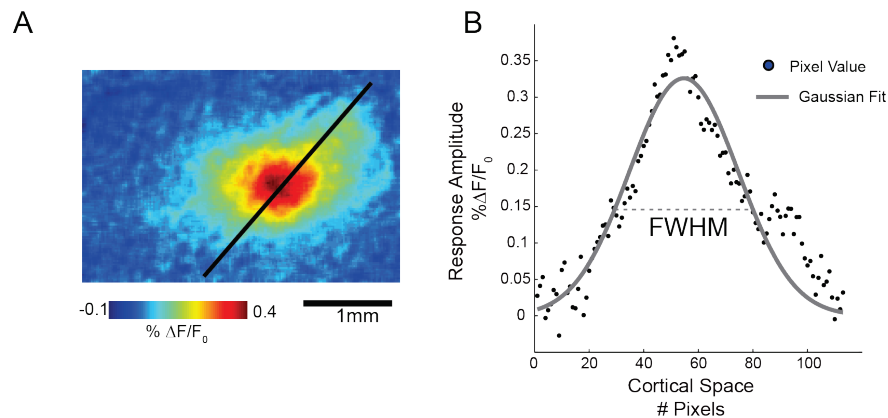 A
-0.1
0.4
% ΔF/F0
1mm
B
Response Amplitude
%ΔF/F0
0.35
0.3
0.25
0.2
0.15
0.1
0.05
0
0 20 40 60 80 100
Cortical Space
# Pixels
FWHM
Pixel Value
Gaussian Fit